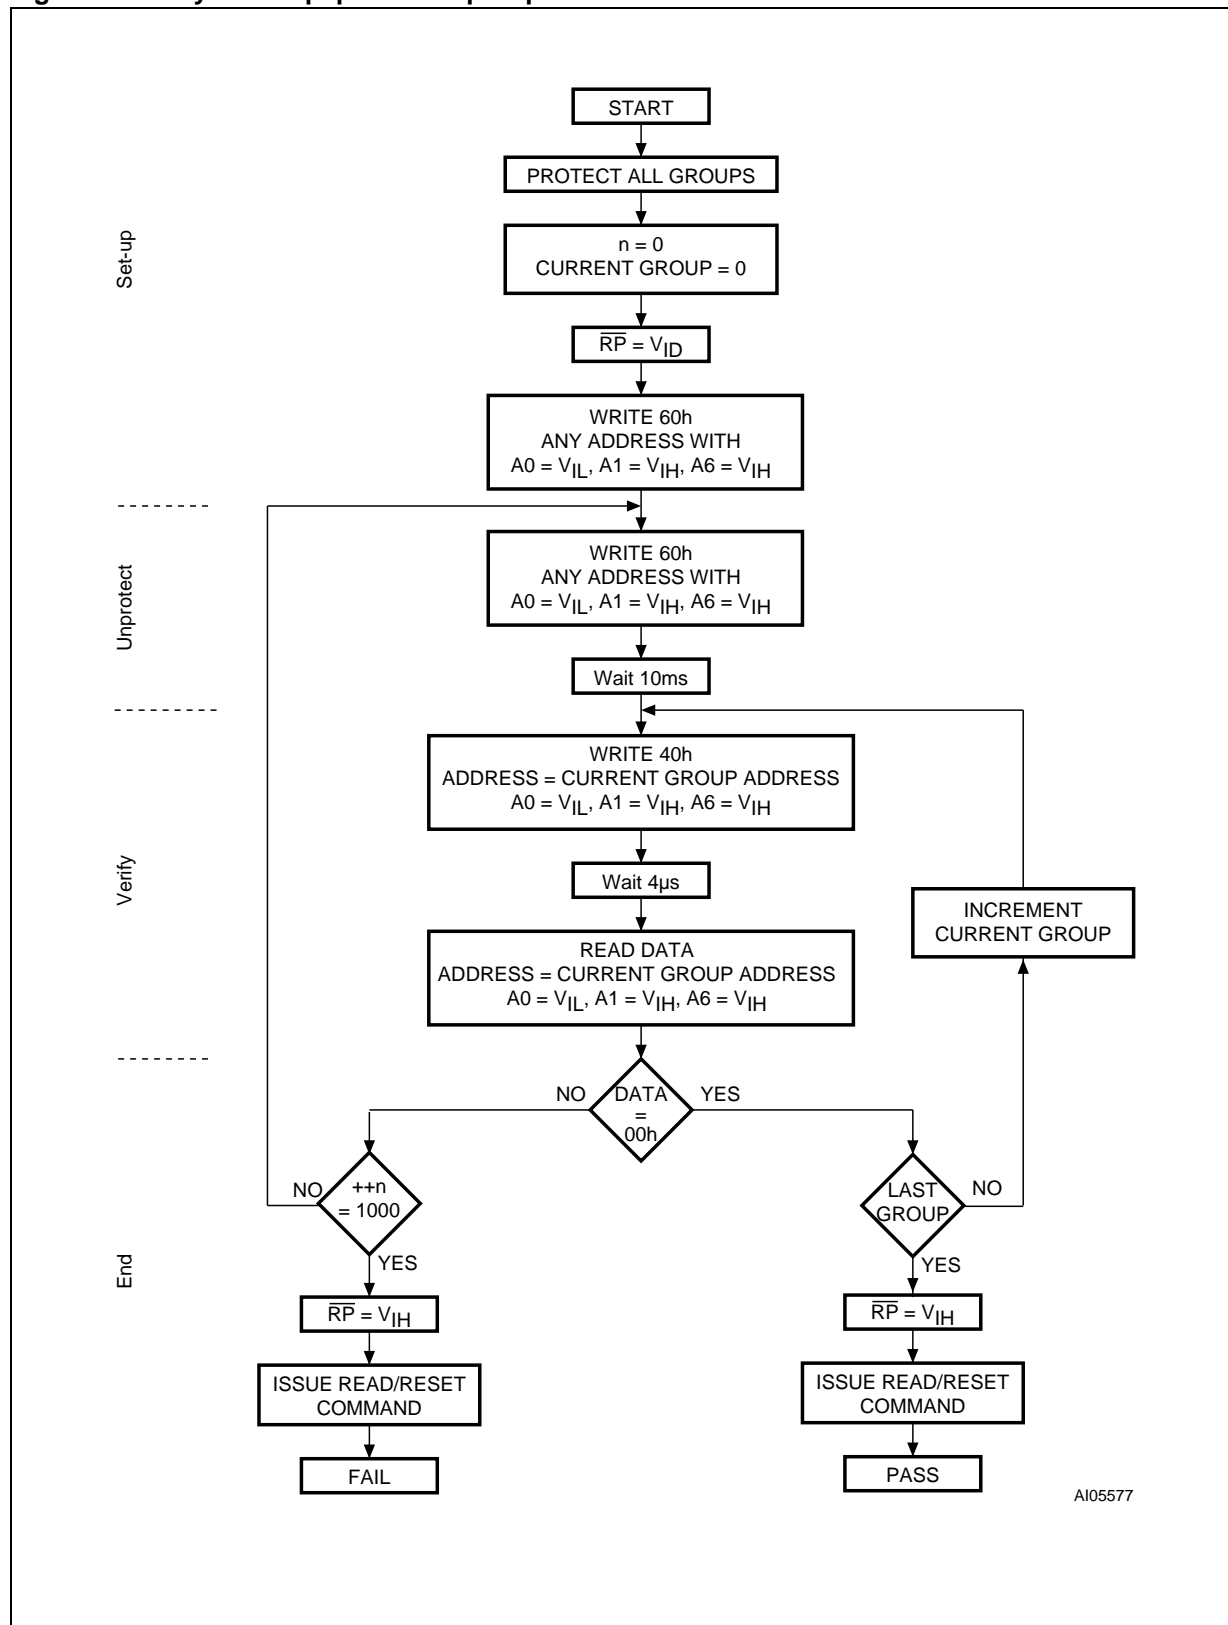 START
PROTECT ALL GROUPS
n = 0
CURRENT GROUP = 0
Set-up
R̅P̅ = VID
WRITE 60h
ANY ADDRESS WITH
A0 = VIL, A1 = VIH, A6 = VIH
WRITE 60h
ANY ADDRESS WITH
A0 = VIL, A1 = VIH, A6 = VIH
Unprotect
Wait 10ms
WRITE 40h
ADDRESS = CURRENT GROUP ADDRESS
A0 = VIL, A1 = VIH, A6 = VIH
Verify
Wait 4µs
INCREMENT
CURRENT GROUP
READ DATA
ADDRESS = CURRENT GROUP ADDRESS
A0 = VIL, A1 = VIH, A6 = VIH
NO
DATA
=
00h
YES
NO
++n
= 1000
LAST
GROUP
NO
End
YES
YES
R̅P̅ = VIH
R̅P̅ = VIH
ISSUE READ/RESET
COMMAND
ISSUE READ/RESET
COMMAND
FAIL
PASS
AI05577